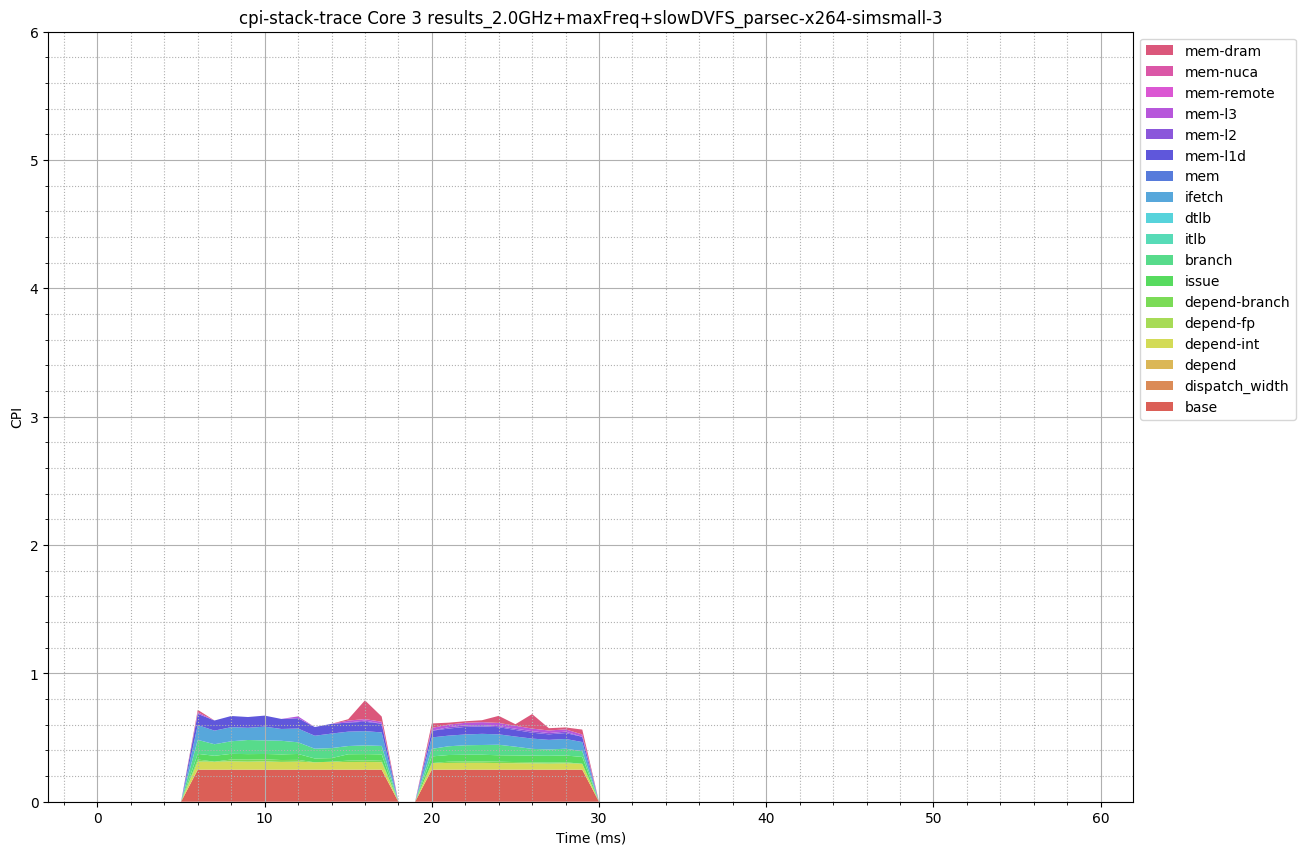 cpi-stack-trace Core 3 results_2.0GHz+maxFreq+slowDVFS_parsec-x264-simsmall-3
6
5
4
3
2
1
0
CPI
0 10 20 30 40 50 60
Time (ms)
mem-dram
mem-nuca
mem-remote
mem-l3
mem-l2
mem-l1d
mem
ifetch
dtlb
itlb
branch
issue
depend-branch
depend-fp
depend-int
depend
dispatch_width
base